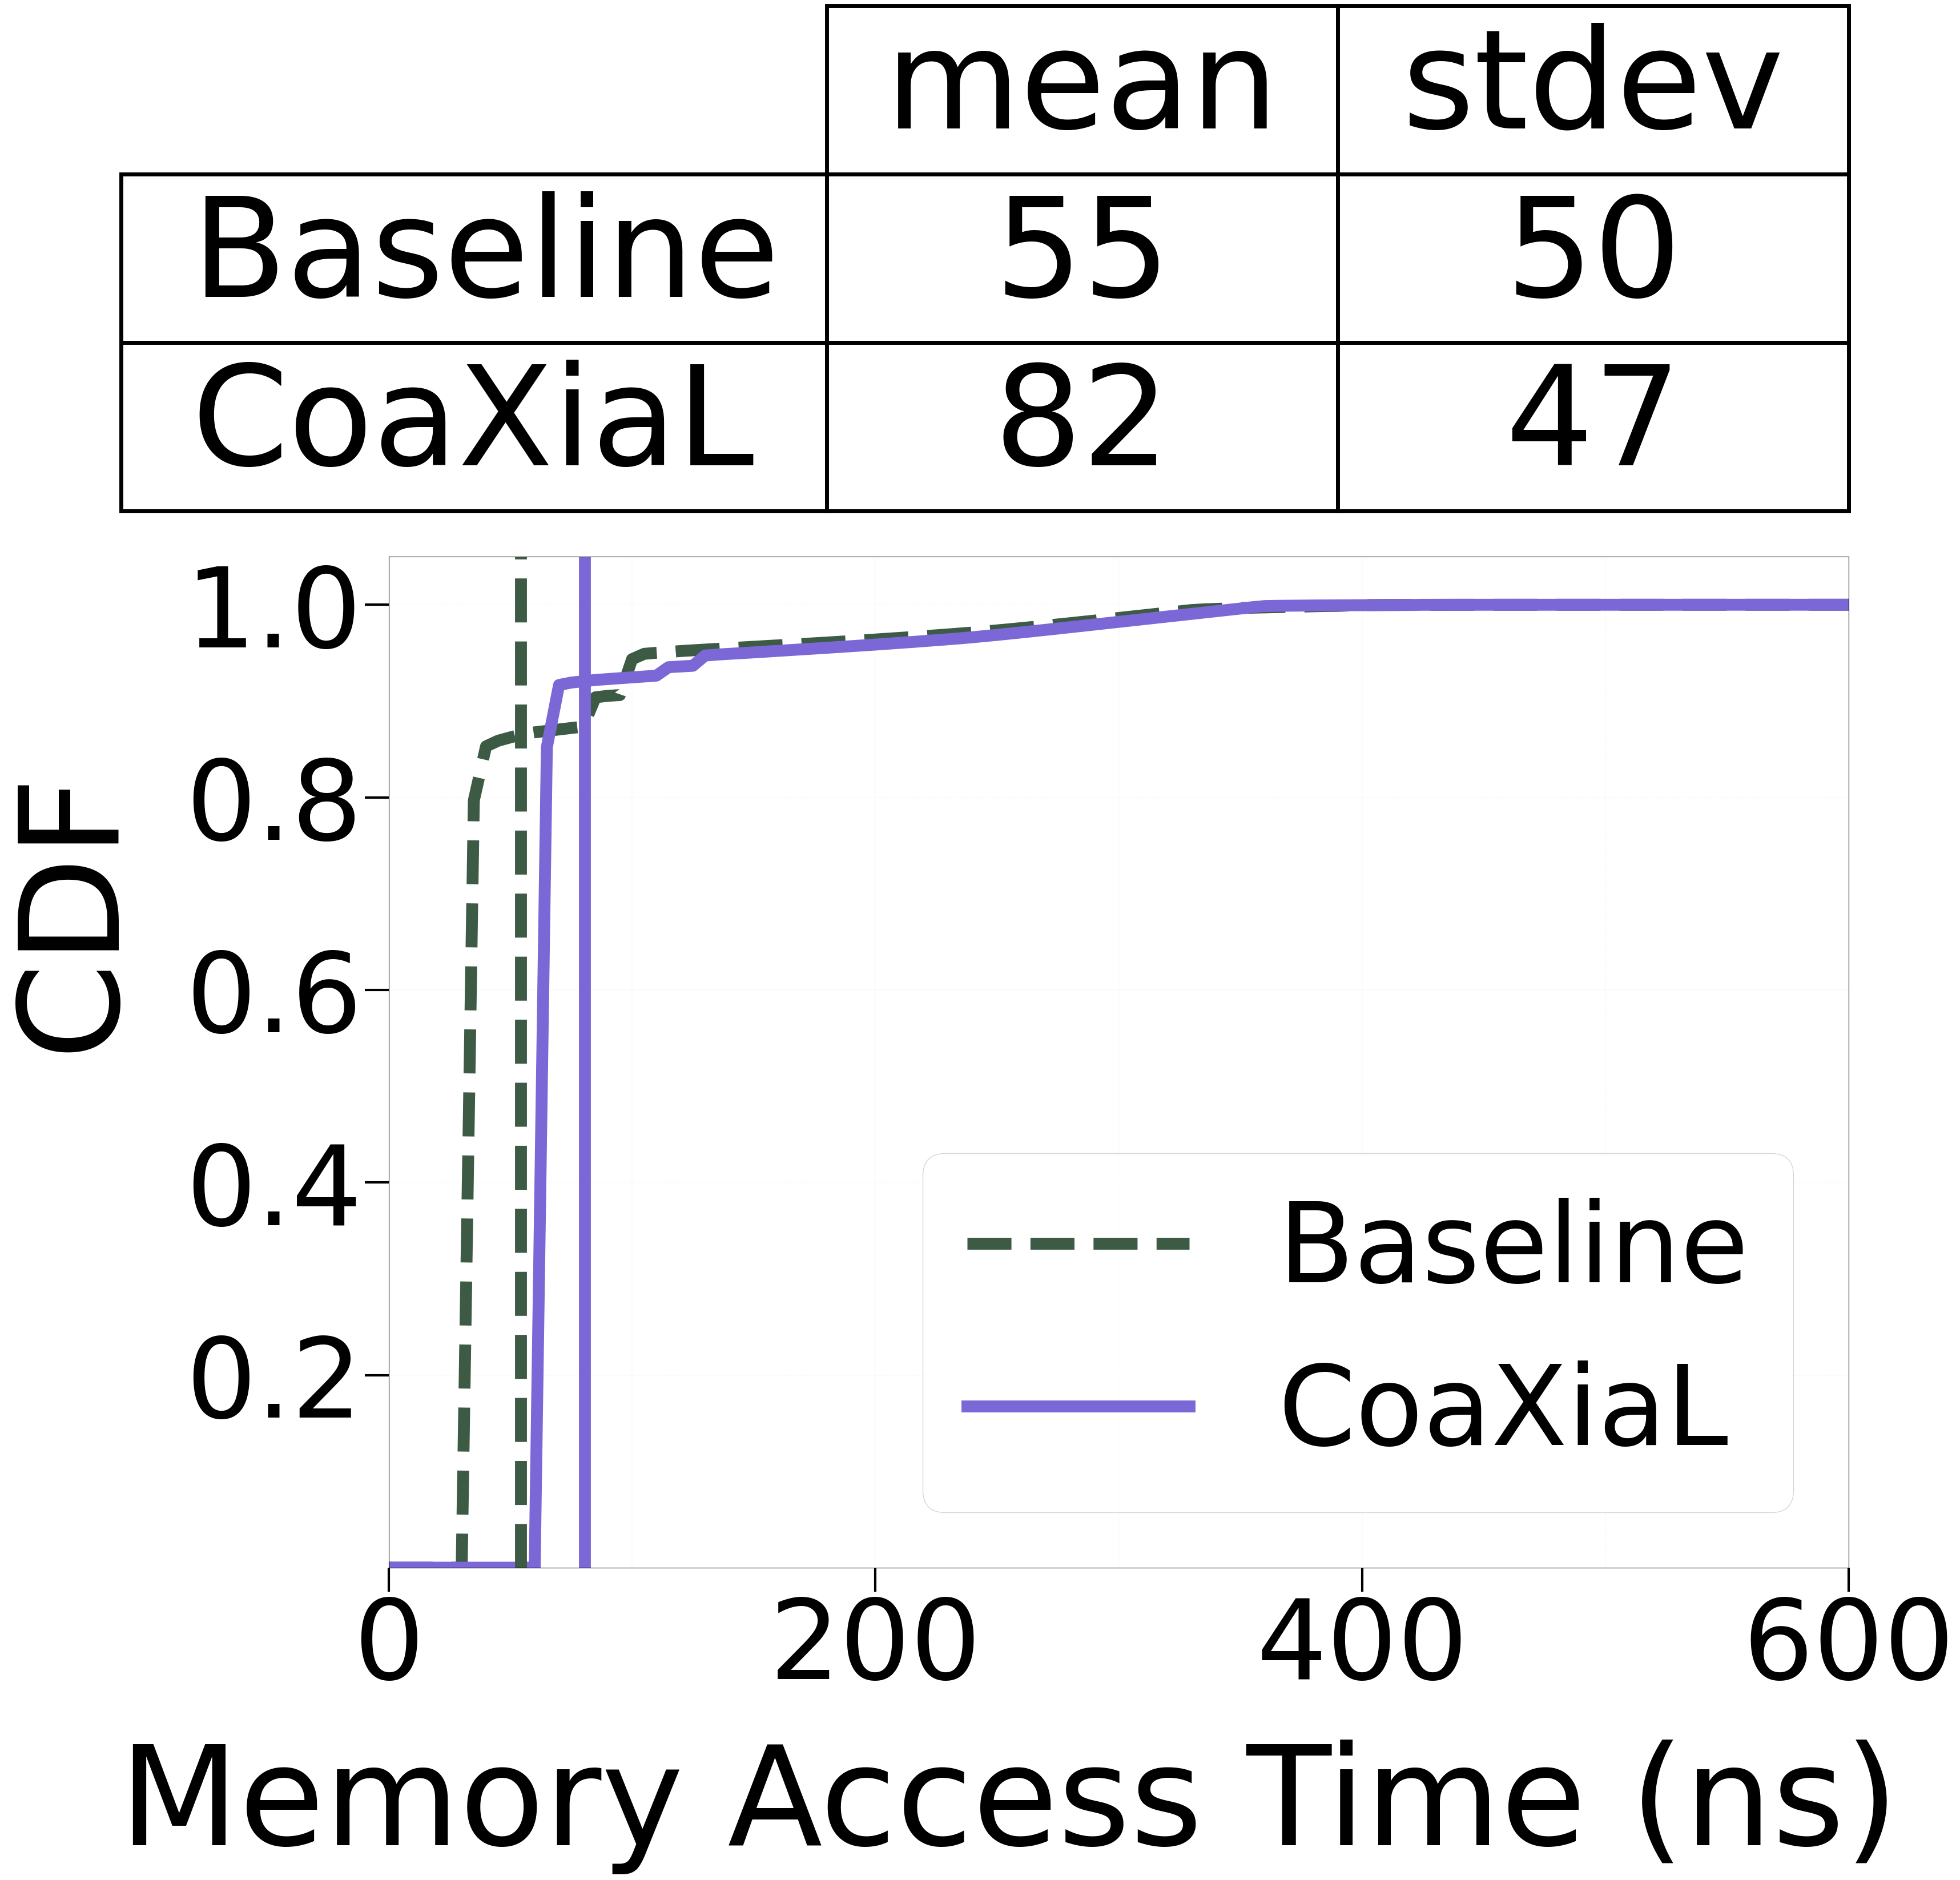 mean stdev
Baseline 55 50
CoaXiaL 82 47
1.0
0.8
0.6
0.4
0.2
CDF
Baseline
CoaXiaL
0 200 400 600
Memory Access Time (ns)